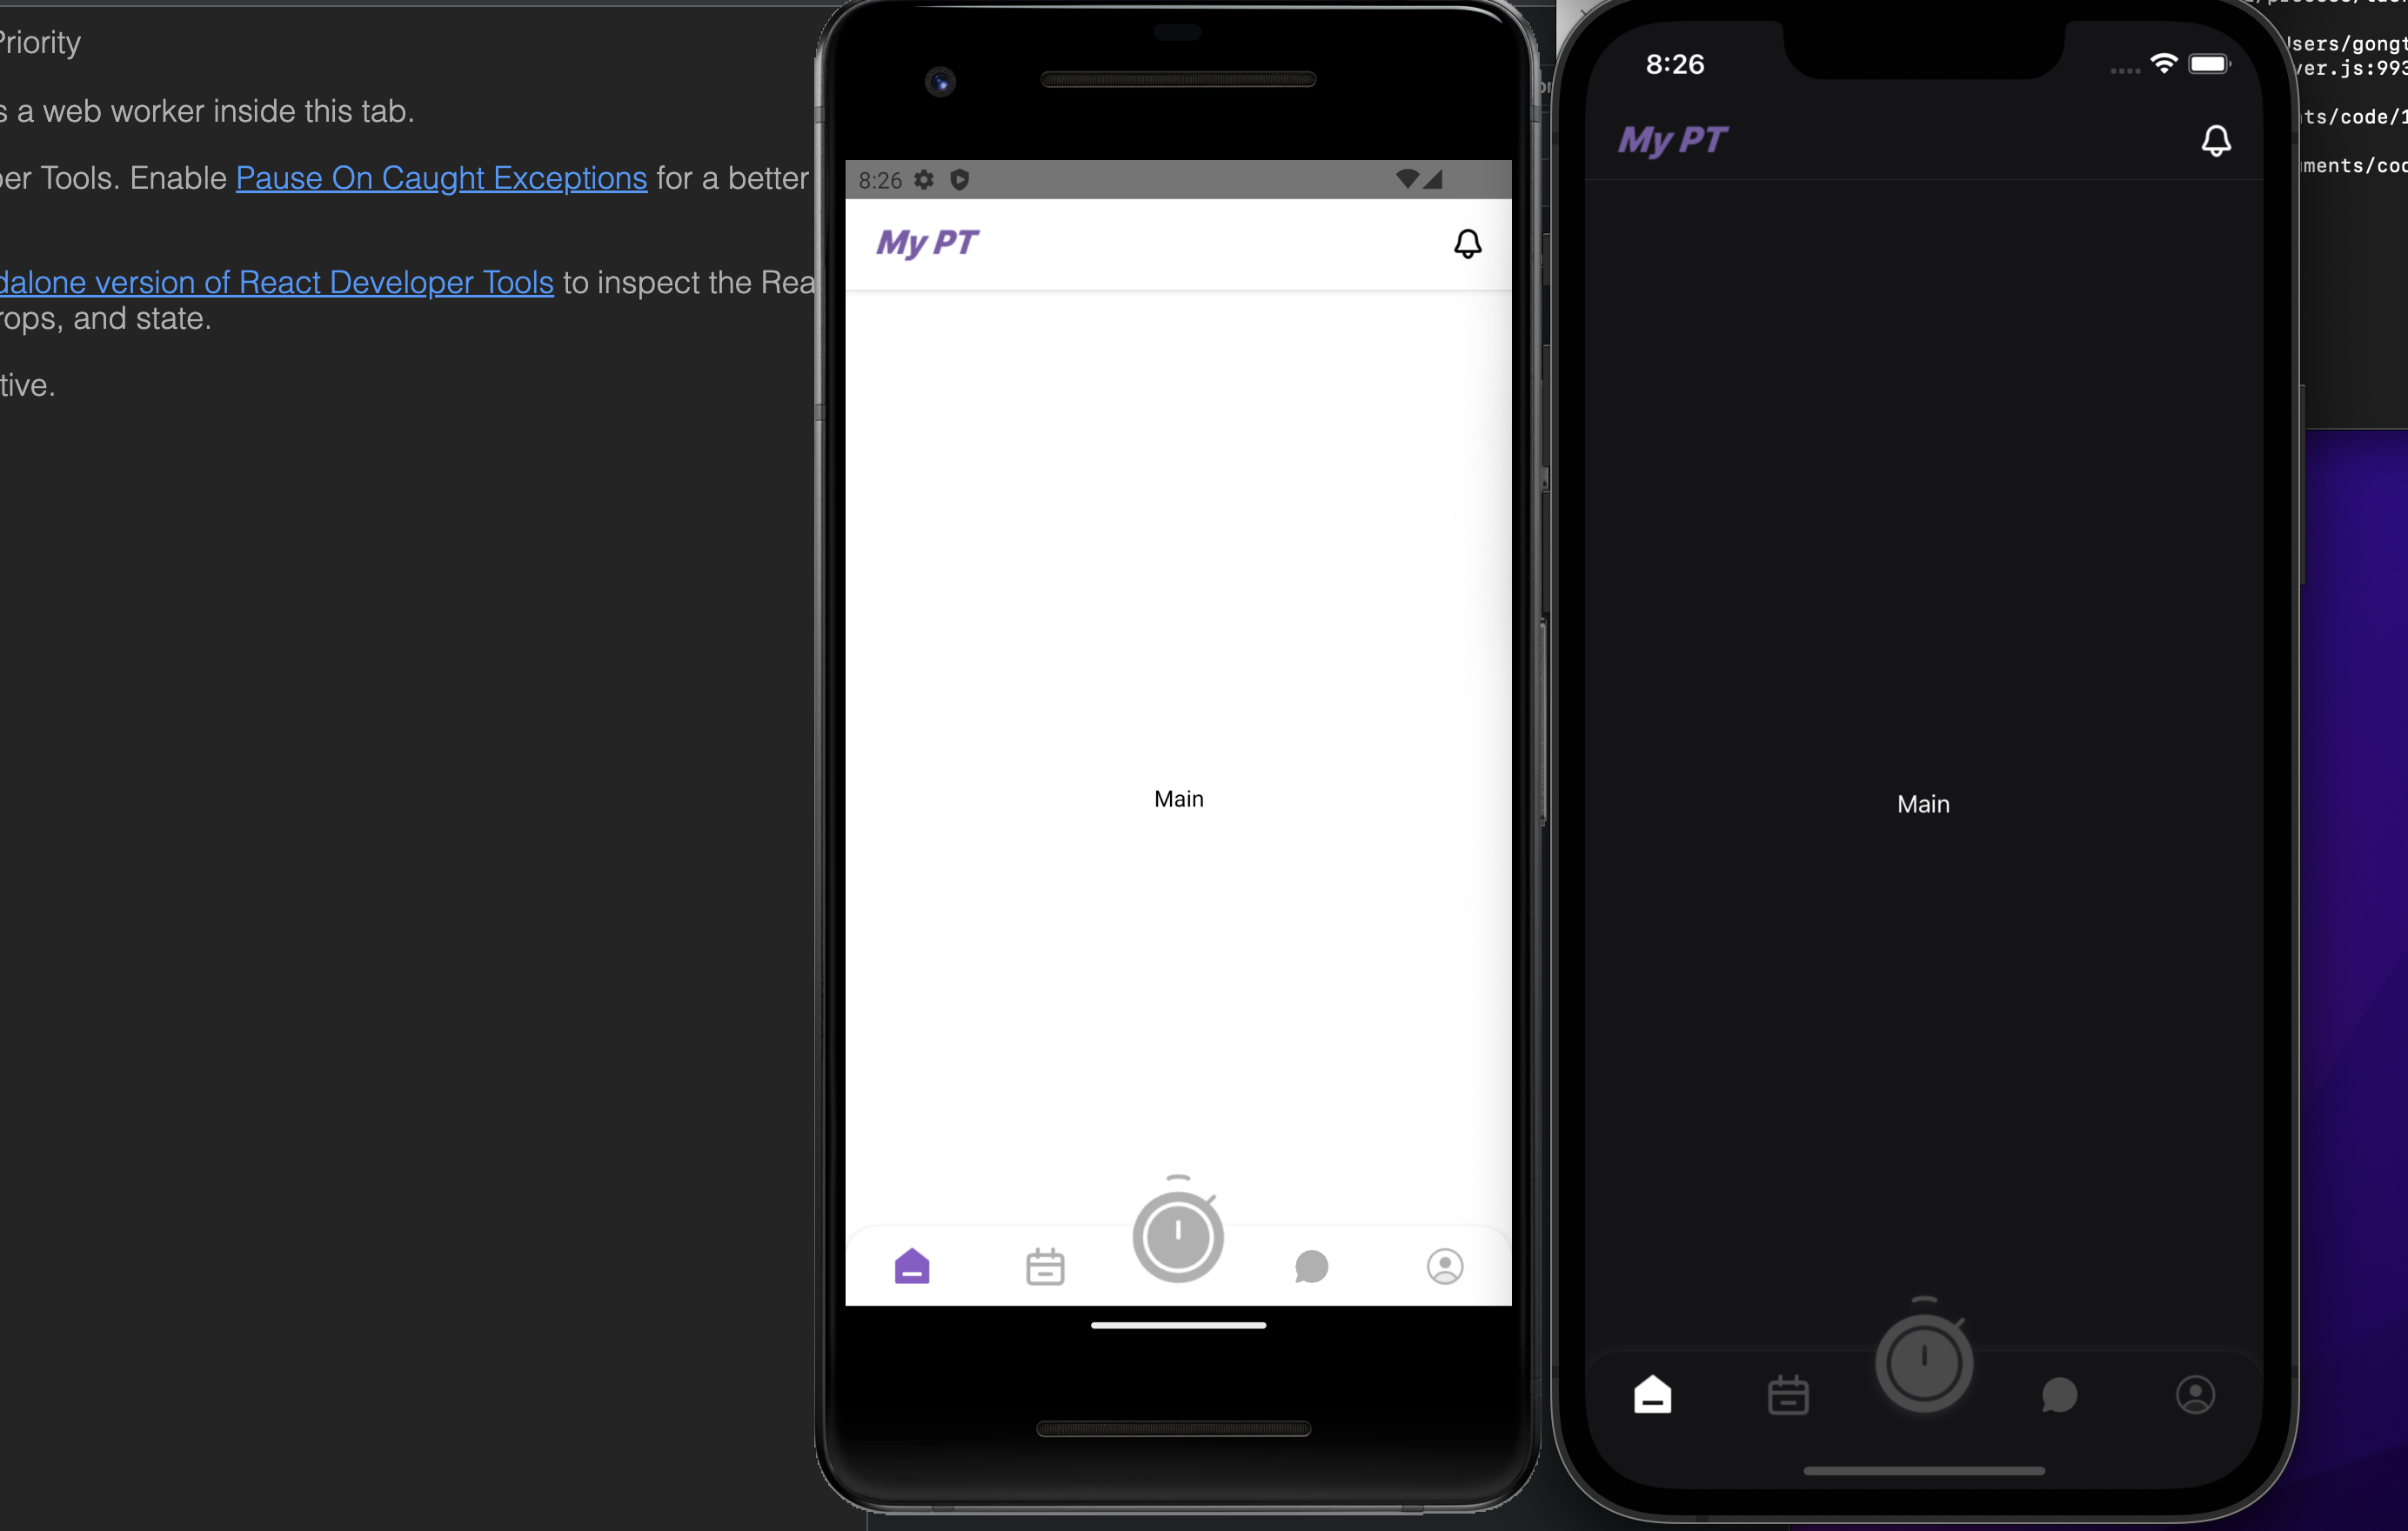 Priority
s a web worker inside this tab.
er Tools. Enable Pause On Caught Exceptions for a better
dalone version of React Developer Tools to inspect the Rea
rops, and state.
tive.
8:26
My PT
Main
8:26
My PT
Main
sers/gongt
ver.js:993
ts/code/1
ments/cod